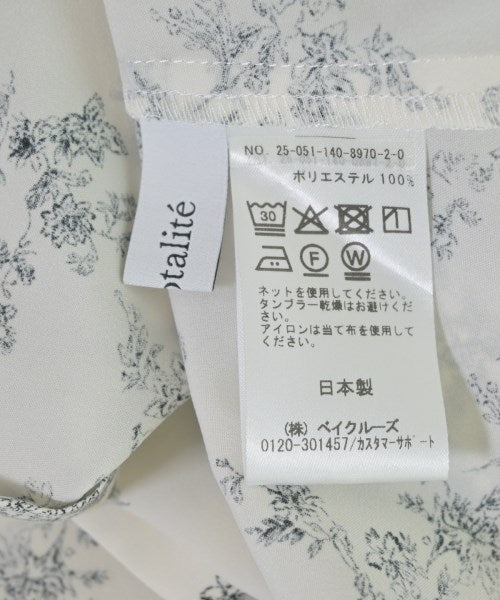 NO. 25-051-140-8970-2-0
ポリエステル 100%
30
F W
ネットを使用してください。
タンブラー乾燥はお避けくだ
さい。
アイロンは当て布を使用して
ください。
日本製
(株) ベイクルーズ
0120-301457/カスタマーサポート
otalité